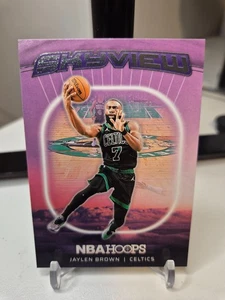 SKYVIEW
CELTICS
7
NBA HOOPS
JAYLEN BROWN | CELTICS